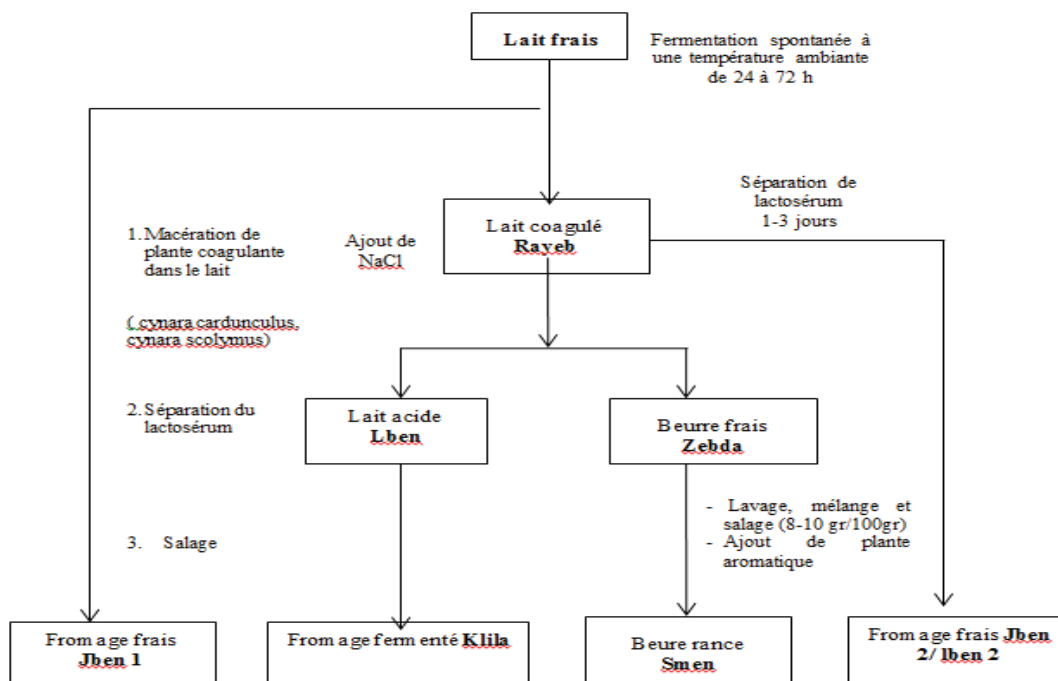 Lait frais
Fermentation spontanée à
une température ambiante
de 24 à 72 h
Séparation de
lactosérum
1-3 jours
Lait coagulé
Rayeb
Ajout de
NaCl
1. Macération de
plante coagulante
dans le lait
( cynara cardunculus,
cynara scolymus)
2. Séparation du
lactosérum
Lait acide
Lben
Beurre frais
Zebda
- Lavage, mélange et
salage (8-10 gr/100gr)
- Ajout de plante
aromatique
3. Salage
Fromage frais
Jben 1
Fromage fermenté Klila
Beure rance
Smen
Fromage frais Jben
2/ lben 2